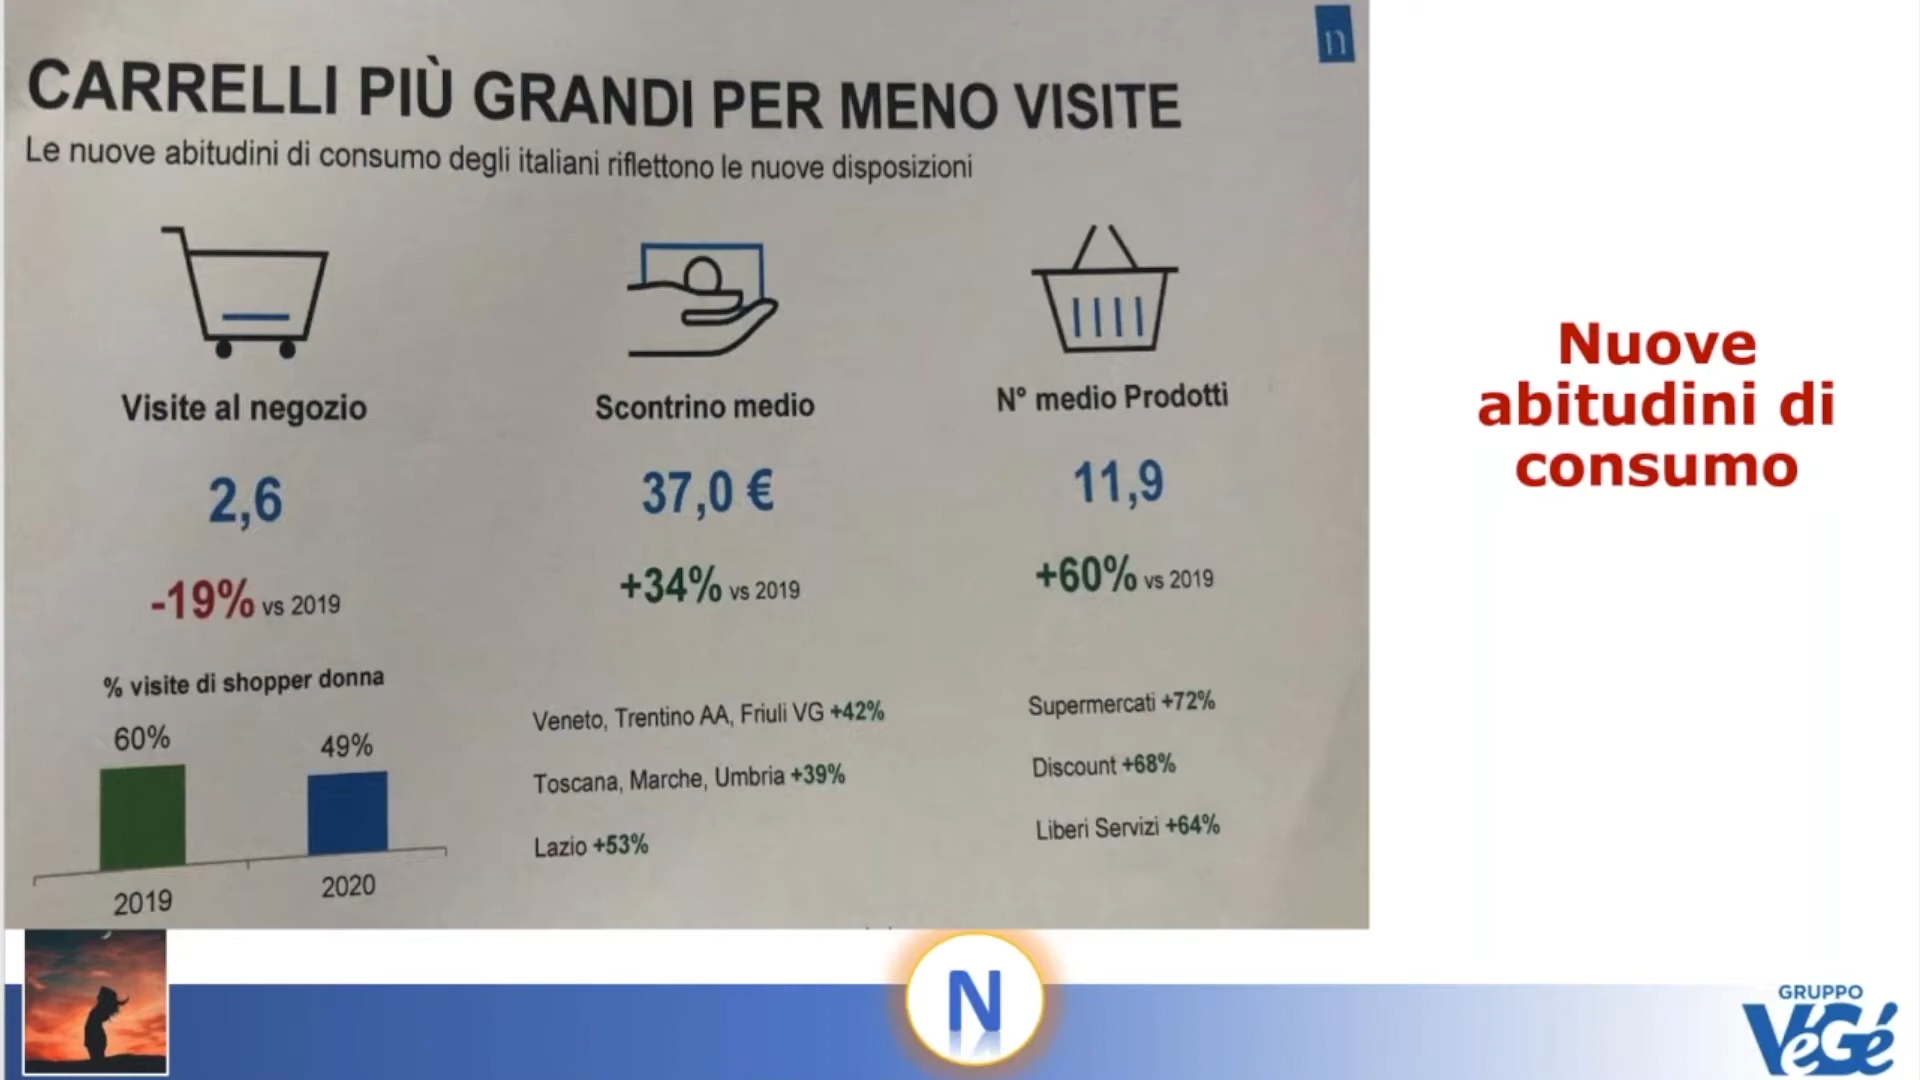 n
CARRELLI PIÙ GRANDI PER MENO VISITE
Le nuove abitudini di consumo degli italiani riflettono le nuove disposizioni
Visite al negozio
2,6
-19% vs 2019
% visite di shopper donna
60%
49%
2019
2020
Scontrino medio
37,0 €
+34% vs 2019
Veneto, Trentino AA, Friuli VG +42%
Toscana, Marche, Umbria +39%
Lazio +53%
N° medio Prodotti
11,9
+60% vs 2019
Supermercati +72%
Discount +68%
Liberi Servizi +64%
Nuove
abitudini di
consumo
N
GRUPPO
VéGé